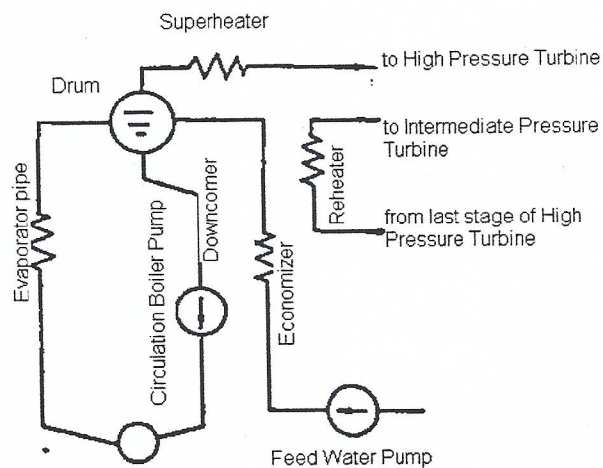 Superheater
to High Pressure Turbine
Drum
to Intermediate Pressure
Turbine
Reheater
from last stage of High
Pressure Turbine
Evaporator pipe
Circulation Boiler Pump
Downcomer
Economizer
Feed Water Pump